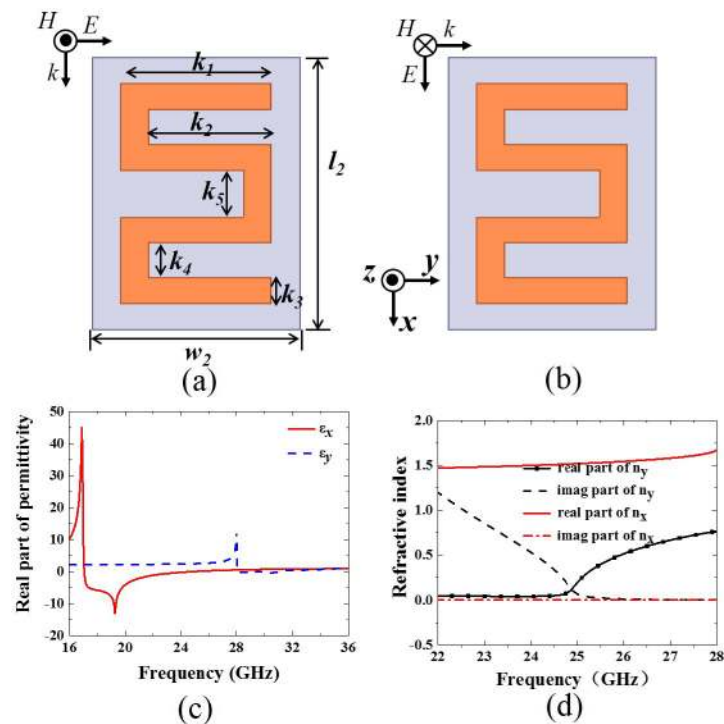 H E
k
k1
k2
k5
l2
k4
k3
w2
(a)
H k
E
z y
x
(b)
Real part of permittivity
50
40
30
20
10
0
-10
-20
16 20 24 28 32 36
Frequency (GHz)
εx
εy
(c)
Refractive index
2.0
1.5
1.0
0.5
0.0
-0.5
22 23 24 25 26 27 28
Frequency（GHz）
real part of ny
imag part of ny
real part of nx
imag part of nx
(d)